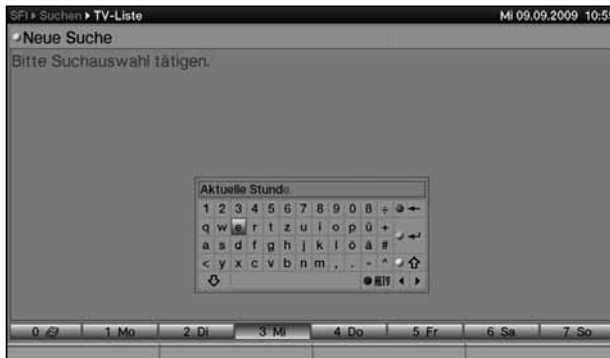 SFI ▸ Suchen ▸ TV-Liste Mi 09.09.2009 10:5
Neue Suche
Bitte Suchauswahl tätigen.
Aktuelle Stunde
1 2 3 4 5 6 7 8 9 0 ß ÷ ←
q w e r t z u i o p ü +
a s d f g h j k l ö ä #
< y x c v b n m , . - ^ ⇧
⇩ ◂ ▸
0 1 Mo 2 Di 3 Mi 4 Do 5 Fr 6 Sa 7 So